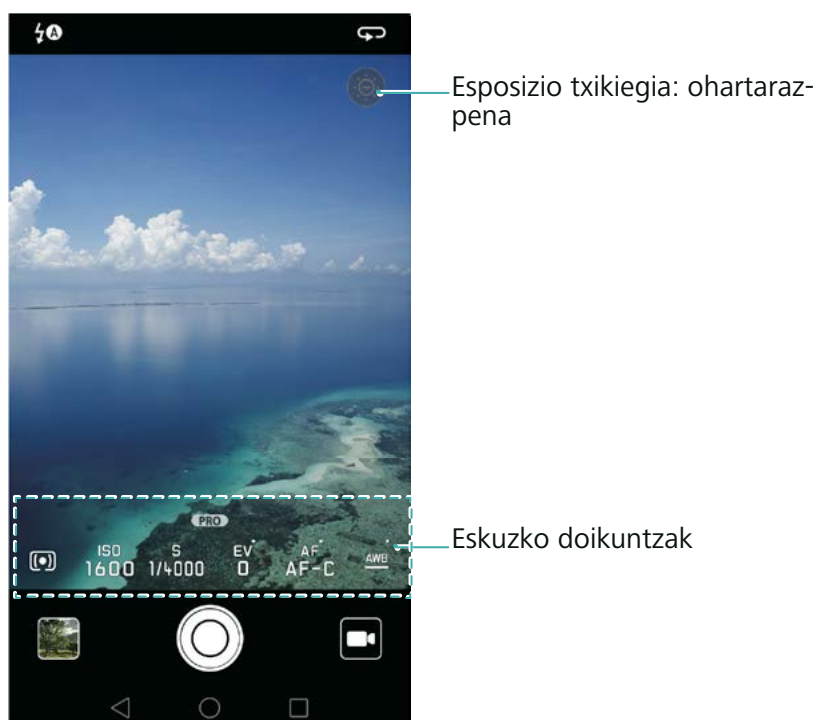 A
Esposizio txikiegia: ohartaraz-
pena
PRO
ISO S EV AF
1600 1/4000 0 AF-C AWB
Eskuzko doikuntzak